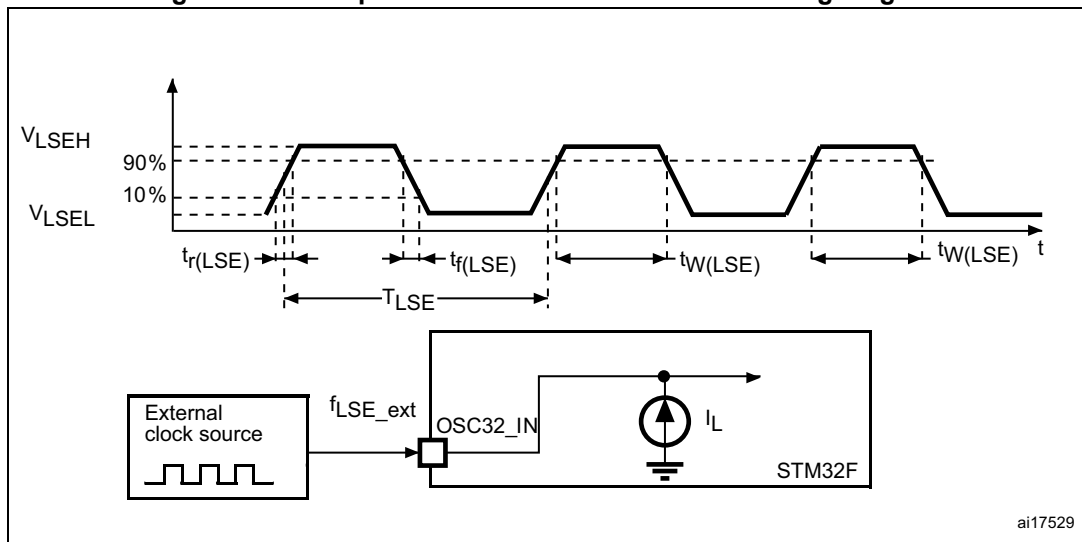 V_LSEH
90%
10%
V_LSEL
t_r(LSE)
t_f(LSE)
t_W(LSE)
t_W(LSE)
t
T_LSE
External
clock source
f_LSE_ext
OSC32_IN
I_L
STM32F
ai17529